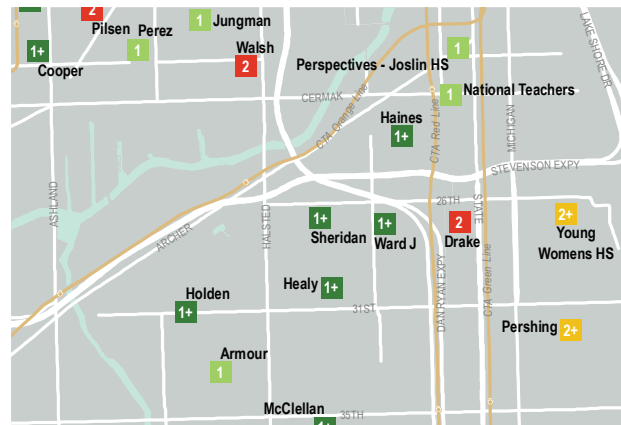 2
Pilsen
Perez
1
1
Jungman
Walsh
2
1+
Cooper
Perspectives - Joslin HS
1
National Teachers
1
LAKE SHORE DR
CERMAK
CTA Orange Line
CTA Red Line
Haines
1+
MICHIGAN
STEVENSON EXPY
ASHLAND
ARCHER
HALSTED
26TH
STATE
1+
Sheridan
1+
Ward J
2
Drake
2+
Young
Womens HS
CTA Green Line
DAN RYAN EXPY
Healy
1+
Holden
1+
31ST
Pershing
2+
Armour
1
McClellan
1+
35TH